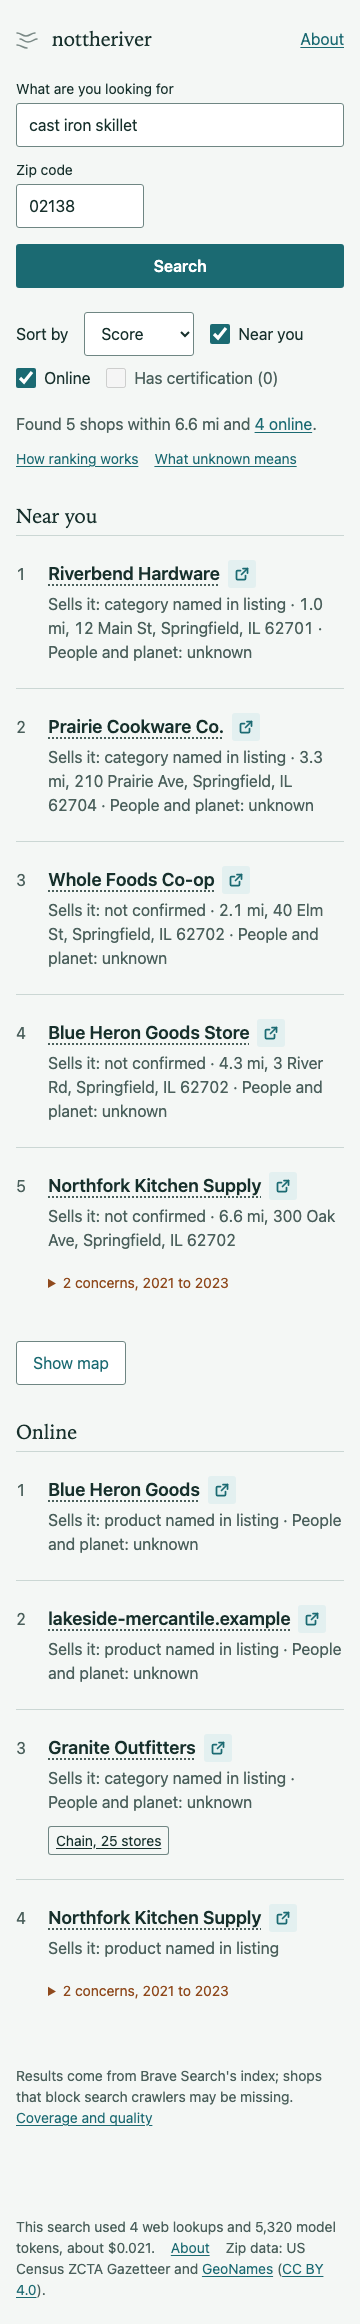 nottheriver
About
What are you looking for
cast iron skillet
Zip code
02138
Search
Sort by Score Near you
Online Has certification (0)
Found 5 shops within 6.6 mi and 4 online.
How ranking works What unknown means
Near you
1 Riverbend Hardware
Sells it: category named in listing · 1.0
mi, 12 Main St, Springfield, IL 62701 ·
People and planet: unknown
2 Prairie Cookware Co.
Sells it: category named in listing · 3.3
mi, 210 Prairie Ave, Springfield, IL
62704 · People and planet: unknown
3 Whole Foods Co-op
Sells it: not confirmed · 2.1 mi, 40 Elm
St, Springfield, IL 62702 · People and
planet: unknown
4 Blue Heron Goods Store
Sells it: not confirmed · 4.3 mi, 3 River
Rd, Springfield, IL 62702 · People and
planet: unknown
5 Northfork Kitchen Supply
Sells it: not confirmed · 6.6 mi, 300 Oak
Ave, Springfield, IL 62702
2 concerns, 2021 to 2023
Show map
Online
1 Blue Heron Goods
Sells it: product named in listing · People
and planet: unknown
2 lakeside-mercantile.example
Sells it: product named in listing · People
and planet: unknown
3 Granite Outfitters
Sells it: category named in listing ·
People and planet: unknown
Chain, 25 stores
4 Northfork Kitchen Supply
Sells it: product named in listing
2 concerns, 2021 to 2023
Results come from Brave Search's index; shops
that block search crawlers may be missing.
Coverage and quality
This search used 4 web lookups and 5,320 model
tokens, about $0.021. About Zip data: US
Census ZCTA Gazetteer and GeoNames (CC BY
4.0).